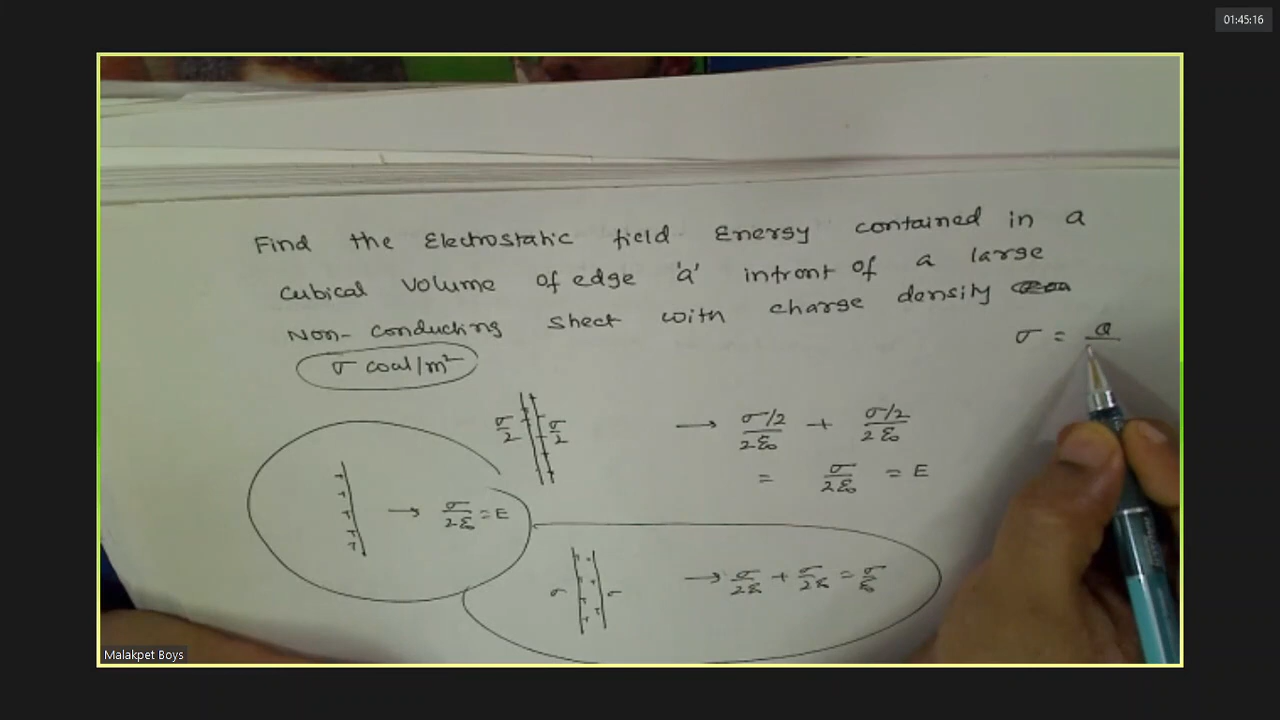 01:45:16
Find the Electrostatic field Energy contained in a
cubical volume of edge 'a' infront of a large
Non-conducting sheet with charge density
σ coul/m²
σ = Q
σ/2 σ/2 → (σ/2)/(2ε₀) + (σ/2)/(2ε₀)
= σ/2ε₀ = E
→ σ/2ε₀ = E
σ σ → σ/2ε₀ + σ/2ε₀ = σ/ε₀
Malakpet Boys